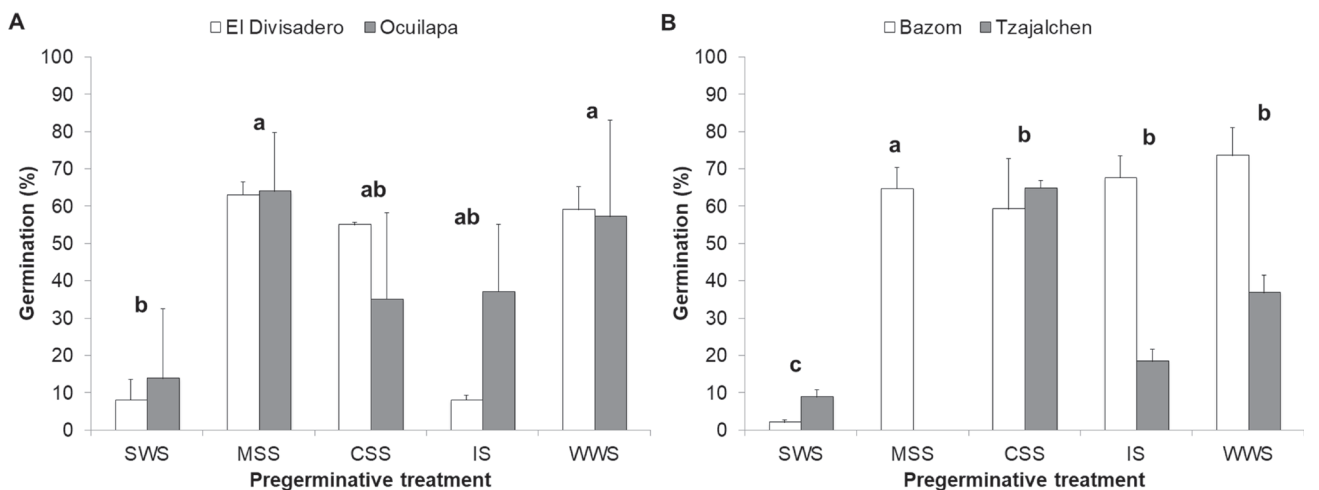 A
El Divisadero Ocuilapa
100
90
80
70
60
50
40
30
20
10
0
Germination (%)
b
a
ab
ab
a
SWS MSS CSS IS WWS
Pregerminative treatment
B
Bazom Tzajalchen
100
90
80
70
60
50
40
30
20
10
0
Germination (%)
c
a
b
b
b
SWS MSS CSS IS WWS
Pregerminative treatment